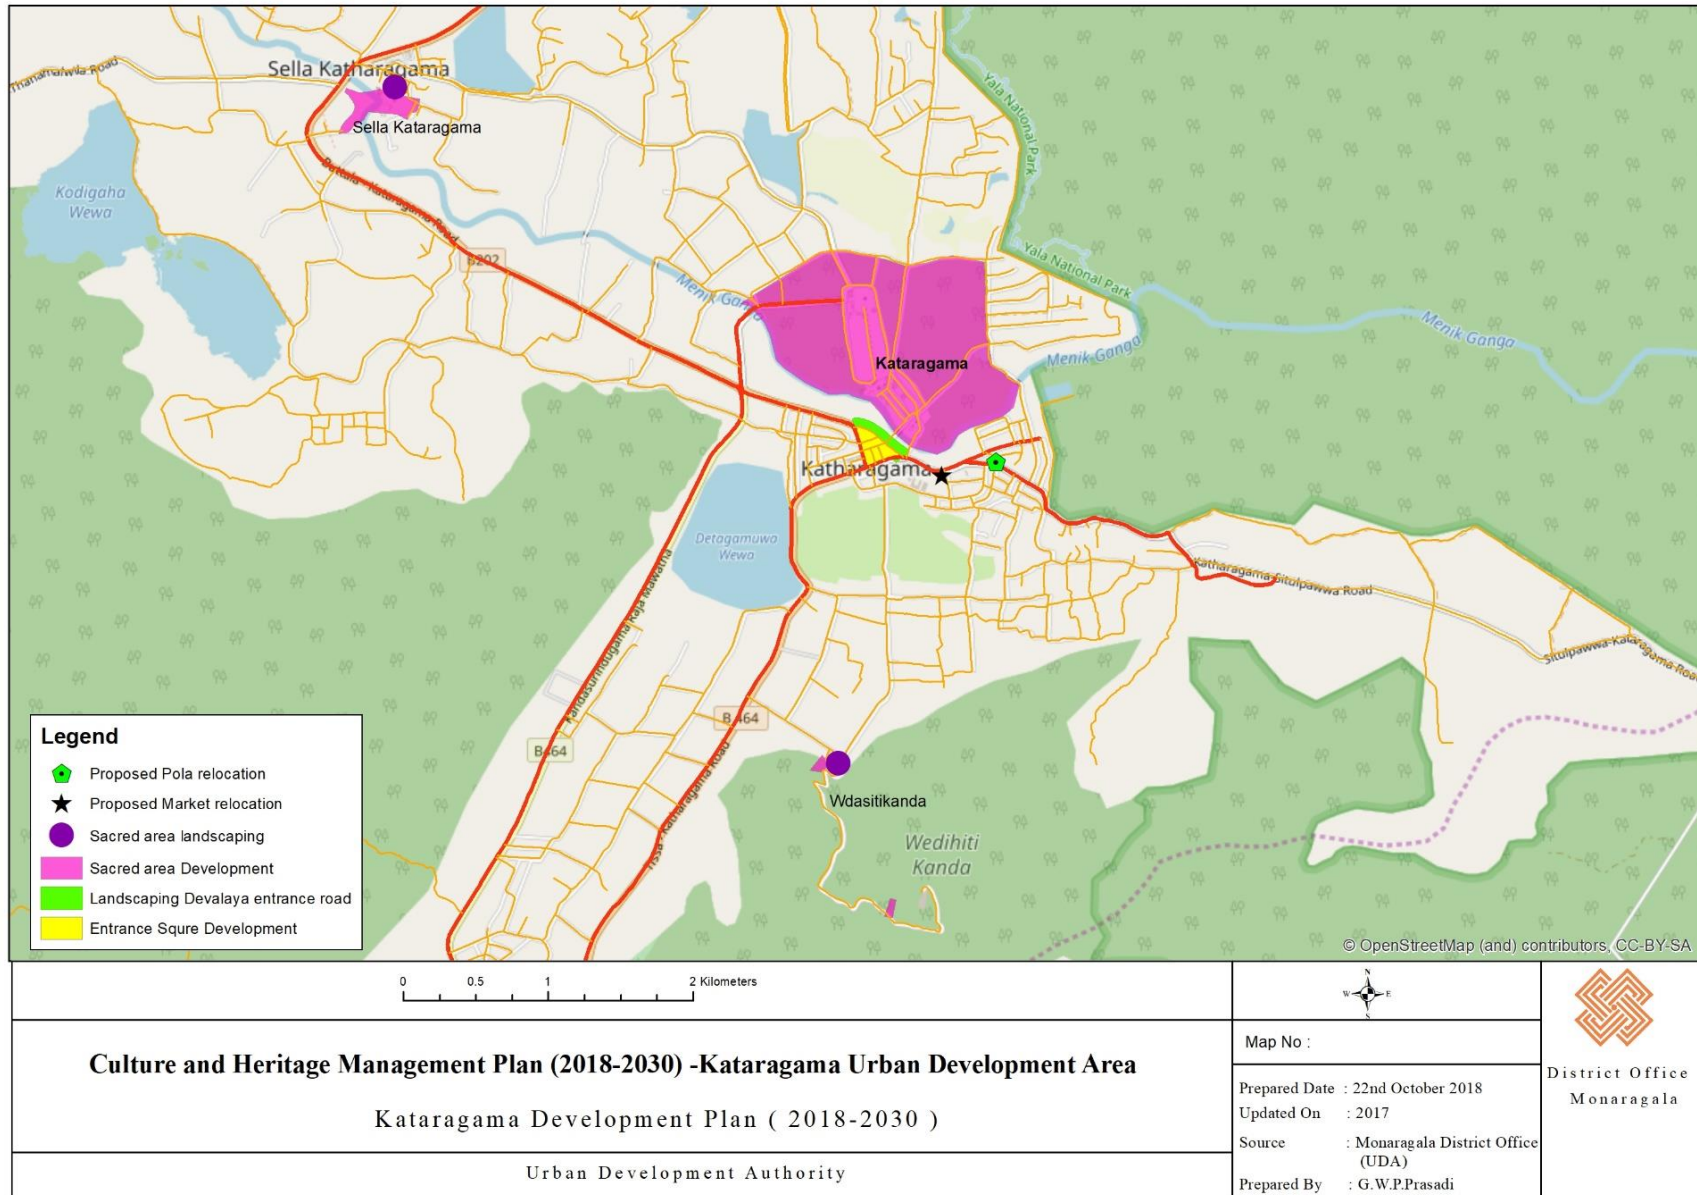 Thanamalwila Road
Sella Katharagama
Sella Kataragama
Kodigaha
Wewa
Buttala - Kataragama Road
B202
Menik Ganga
Yala National Park
Yala National Park
Menik Ganga
Menik Ganga
Kataragama
Katharagama
Detagamuwa
Wewa
Kandasurindugama Raja Mawatha
Katharagama-Situlpawwa Road
Situlpawwa-Kataragama Road
B464
B464
Tissa Katharagama Road
Wdasitikanda
Wedihiti
Kanda
Legend
Proposed Pola relocation
Proposed Market relocation
Sacred area landscaping
Sacred area Development
Landscaping Devalaya entrance road
Entrance Squre Development
© OpenStreetMap (and) contributors, CC-BY-SA
0 0.5 1 2 Kilometers
N
W E
S
Culture and Heritage Management Plan (2018-2030) -Kataragama Urban Development Area
Kataragama Development Plan ( 2018-2030 )
Urban Development Authority
Map No :
Prepared Date : 22nd October 2018
Updated On : 2017
Source : Monaragala District Office
(UDA)
Prepared By : G.W.P.Prasadi
District Office
Monaragala